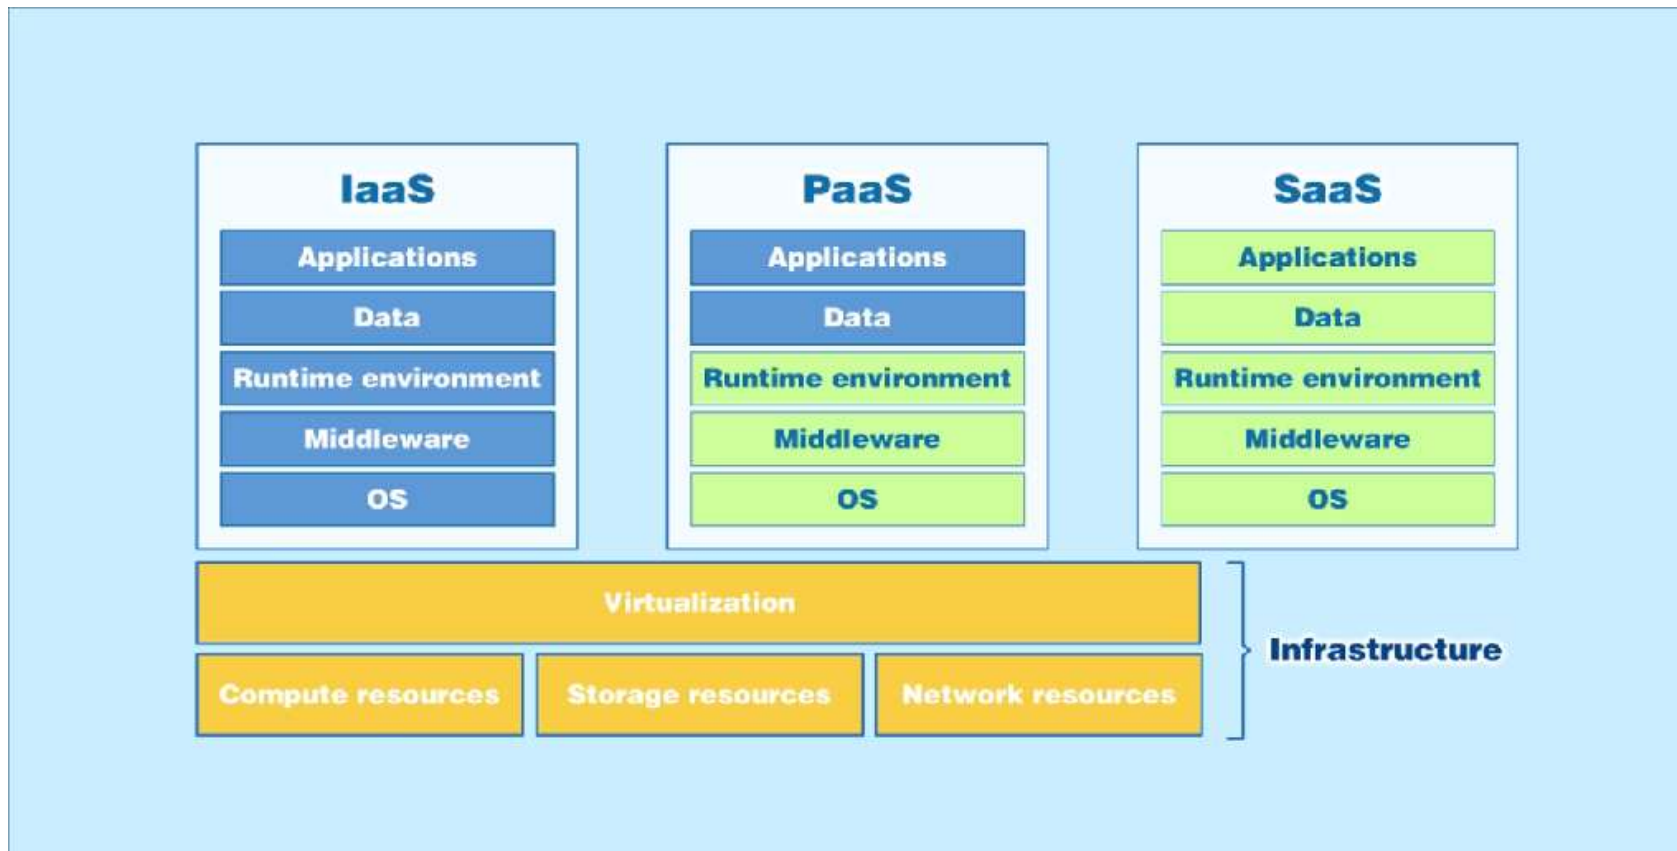 IaaS
Applications
Data
Runtime environment
Middleware
OS
PaaS
Applications
Data
Runtime environment
Middleware
OS
SaaS
Applications
Data
Runtime environment
Middleware
OS
Virtualization
Compute resources
Storage resources
Network resources
Infrastructure